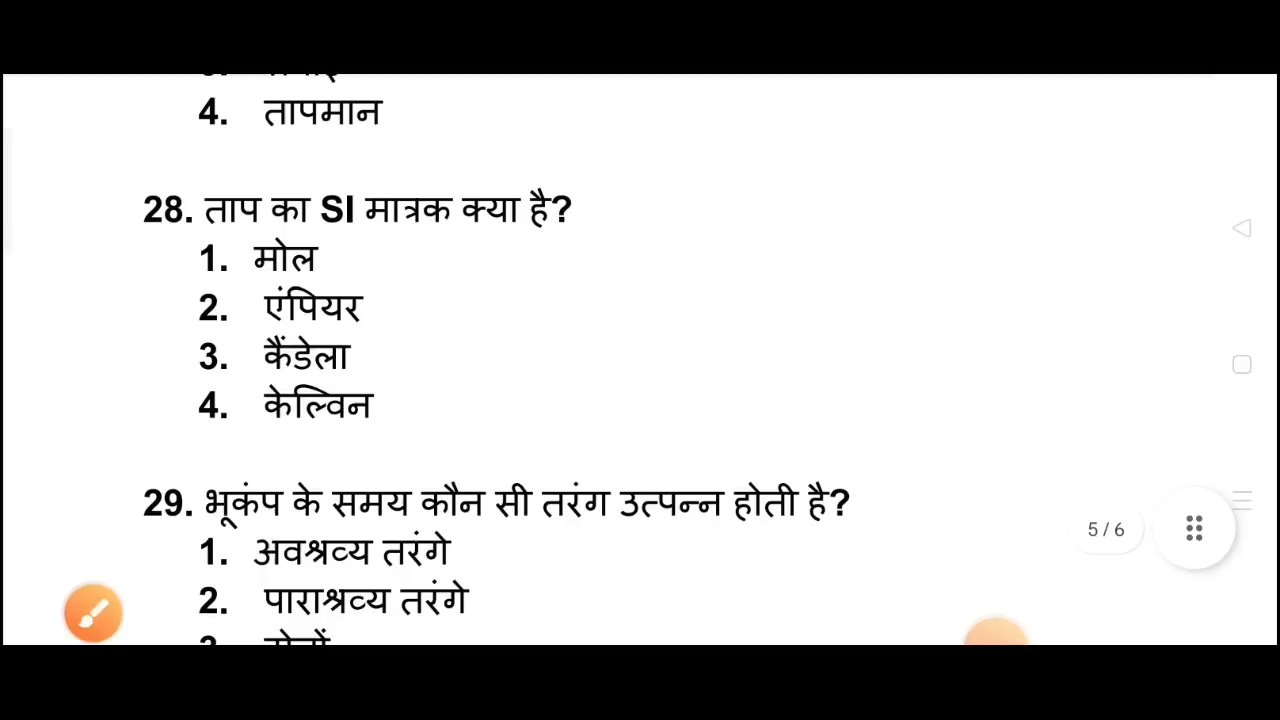 4. तापमान
28. ताप का SI मात्रक क्या है?
1. मोल
2. एंपियर
3. कैंडेला
4. केल्विन
29. भूकंप के समय कौन सी तरंग उत्पन्न होती है?
1. अवश्रव्य तरंगे
5 / 6
2. पाराश्रव्य तरंगे